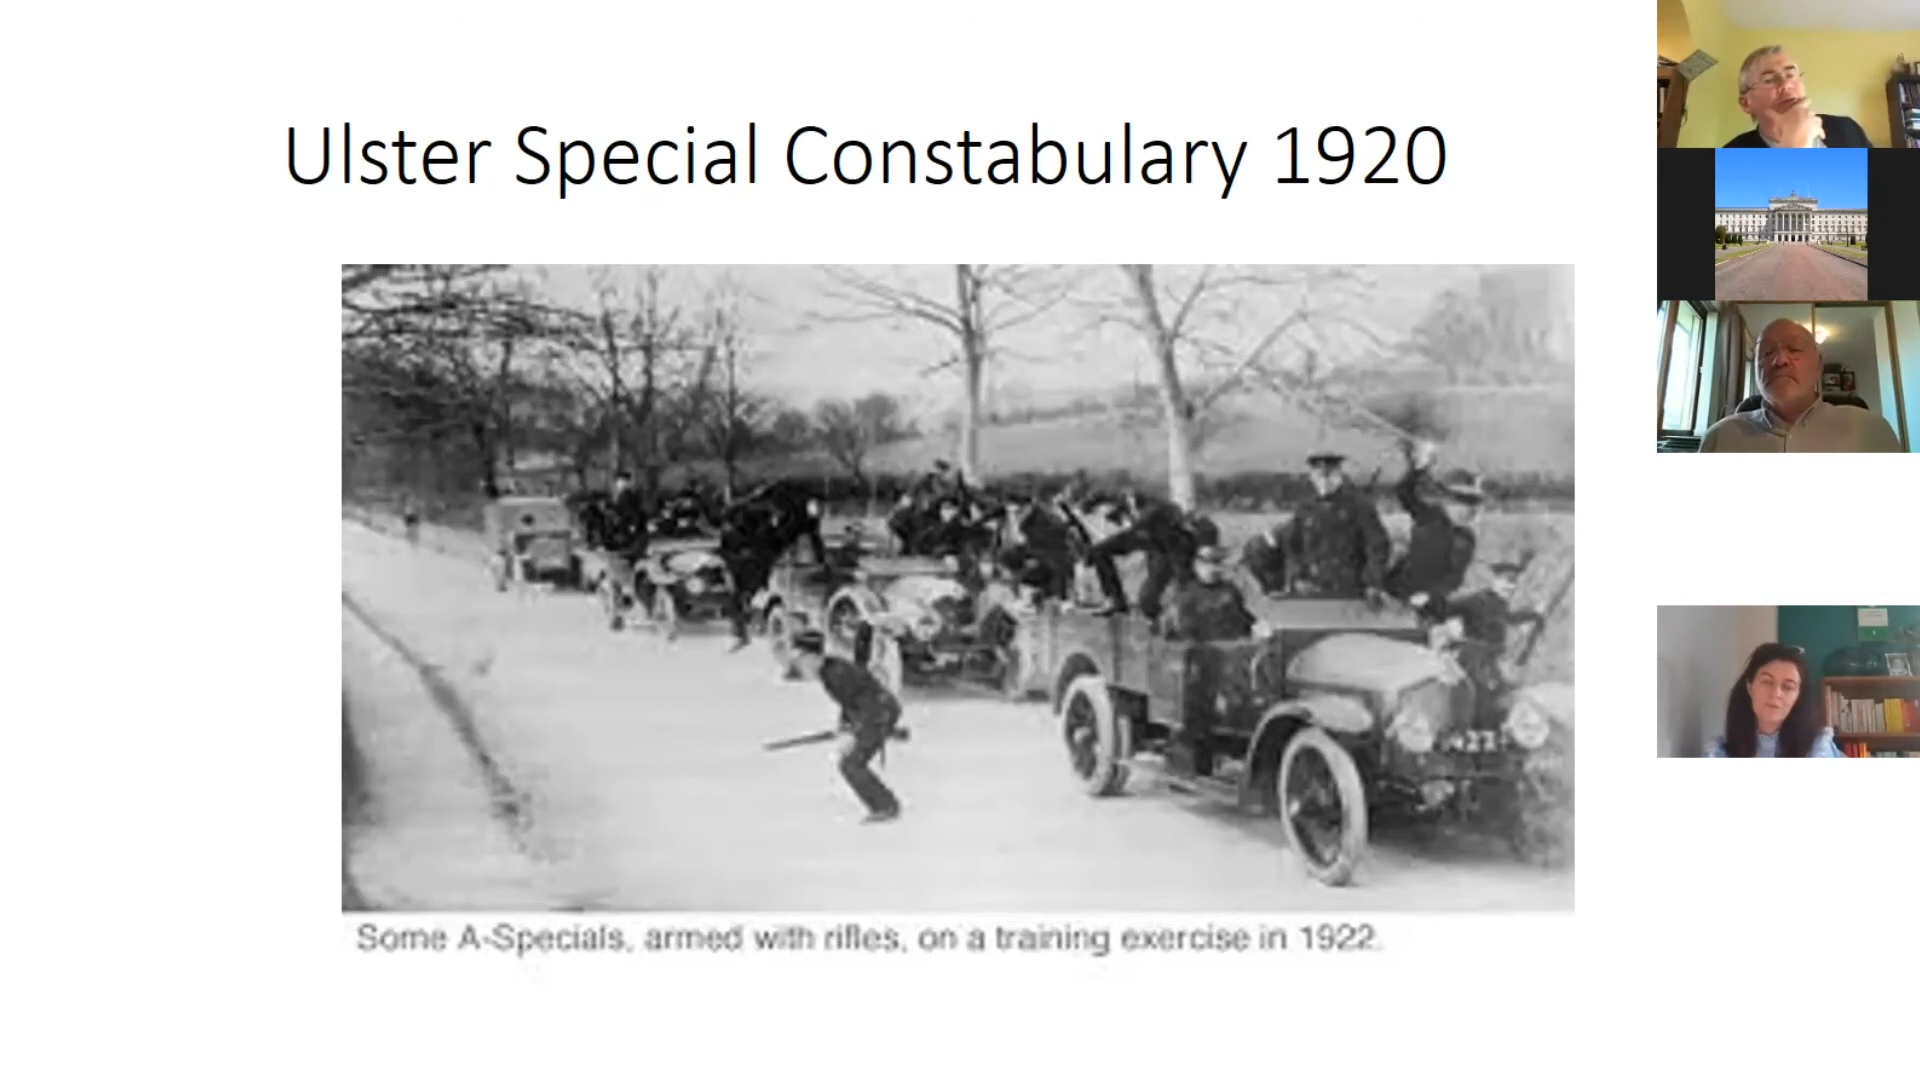 Ulster Special Constabulary 1920
Some A-Specials, armed with rifles, on a training exercise in 1922.